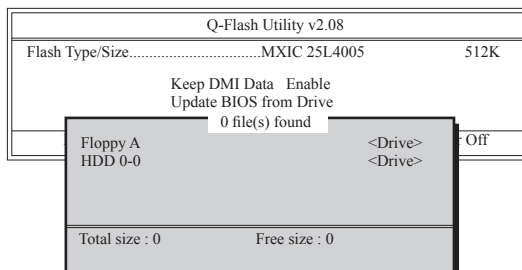 Q-Flash Utility v2.08
Flash Type/Size.................................MXIC 25L4005 512K
Keep DMI Data Enable
Update BIOS from Drive
0 file(s) found
Floppy A <Drive>
HDD 0-0 <Drive>
Off
Total size : 0 Free size : 0